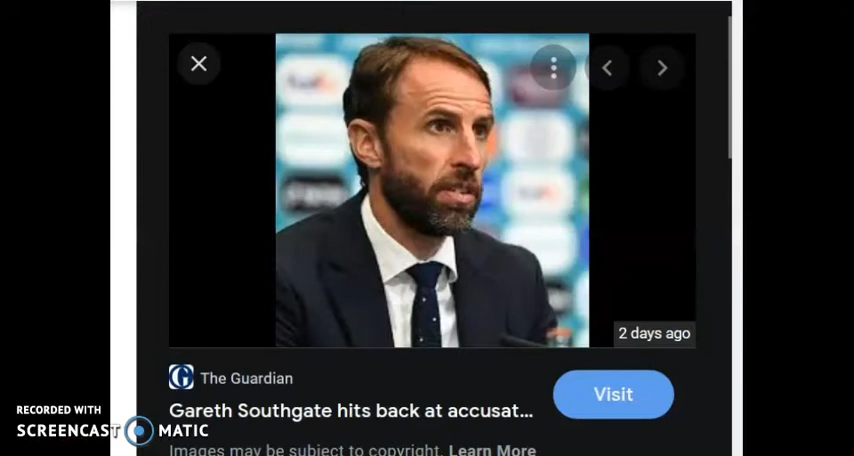 2 days ago
G The Guardian
Gareth Southgate hits back at accusat...
Visit
Images may be subject to copyright. Learn More
RECORDED WITH
SCREENCAST MATIC